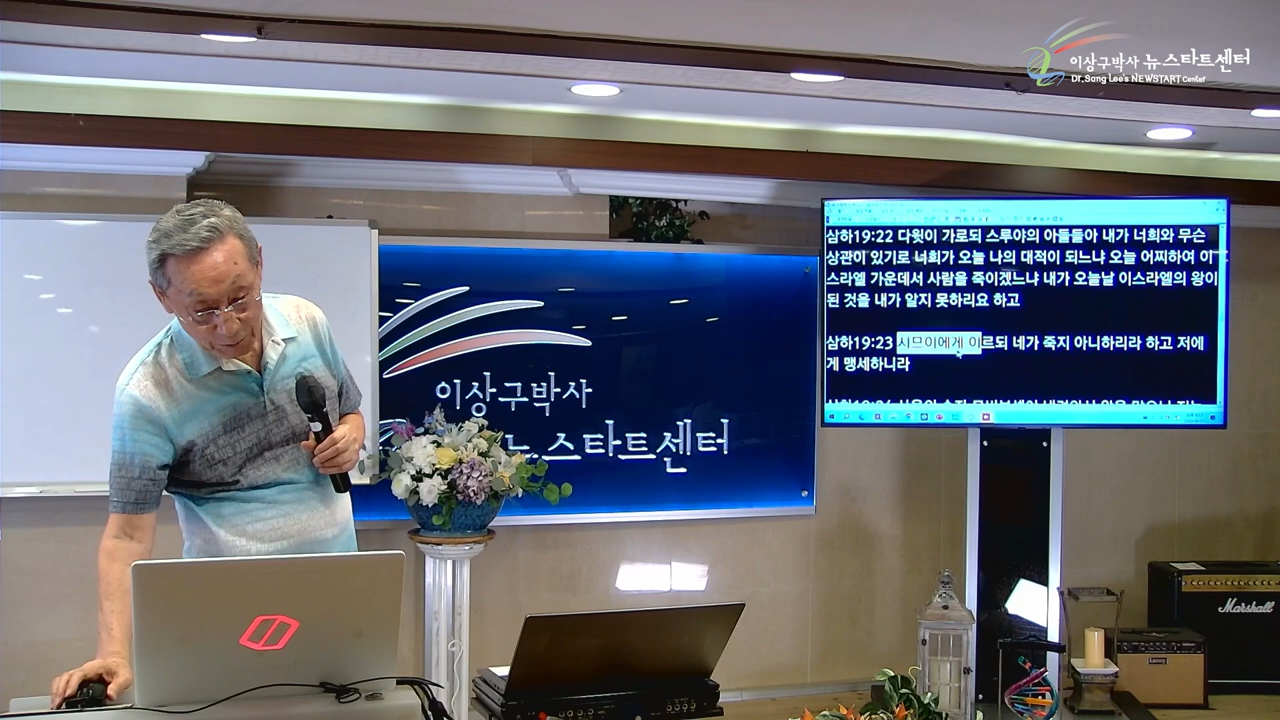 이상구박사 뉴스타트센터
Dr.Sang Lee's NEWSTART Center
삼하19:22 다윗이 가로되 스루야의 아들들아 내가 너희와 무슨
상관이 있기로 너희가 오늘 나의 대적이 되느냐 오늘 어찌하여 이
스라엘 가운데서 사람을 죽이겠느냐 내가 오늘날 이스라엘의 왕이
된 것을 내가 알지 못하리요 하고
삼하19:23 시므이에게 이르되 네가 죽지 아니하리라 하고 저에
게 맹세하니라
이상구박사
뉴스타트센터
Marshall
Laney